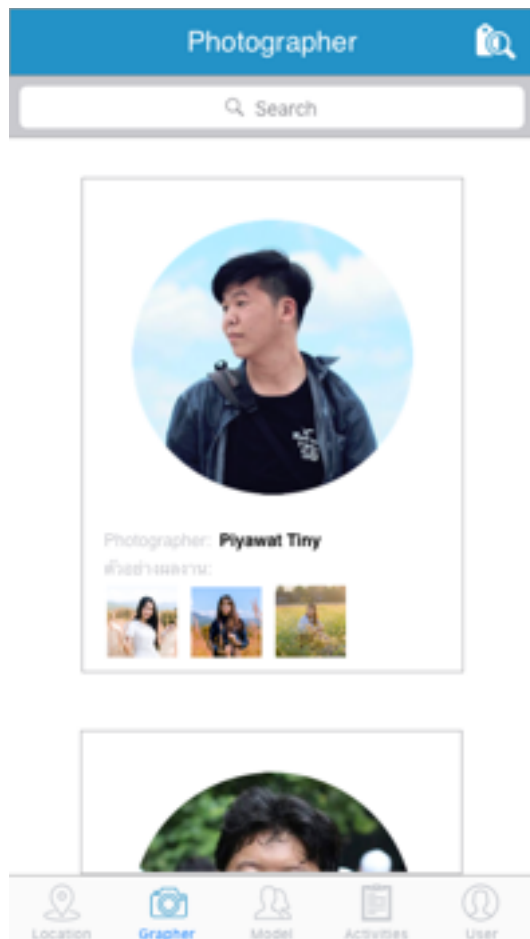 Photographer
Search
Photographer: Piyawat Tiny
ตัวอย่างผลงาน:
Location
Grapher
Model
Activities
User